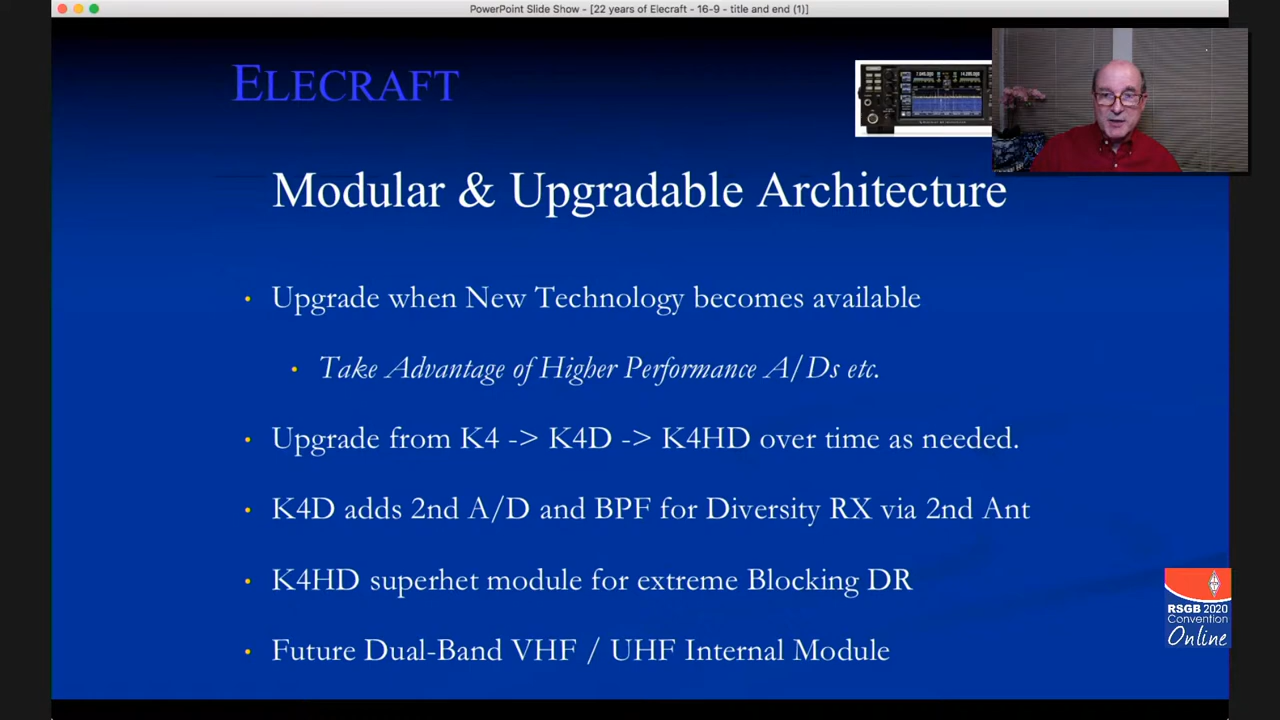 PowerPoint Slide Show - [22 years of Elecraft - 16-9 - title and end (1)]
ELECRAFT
Modular & Upgradable Architecture
• Upgrade when New Technology becomes available
• Take Advantage of Higher Performance A/Ds etc.
• Upgrade from K4 -> K4D -> K4HD over time as needed.
• K4D adds 2nd A/D and BPF for Diversity RX via 2nd Ant
• K4HD superhet module for extreme Blocking DR
• Future Dual-Band VHF / UHF Internal Module
RSGB 2020
Convention
Online